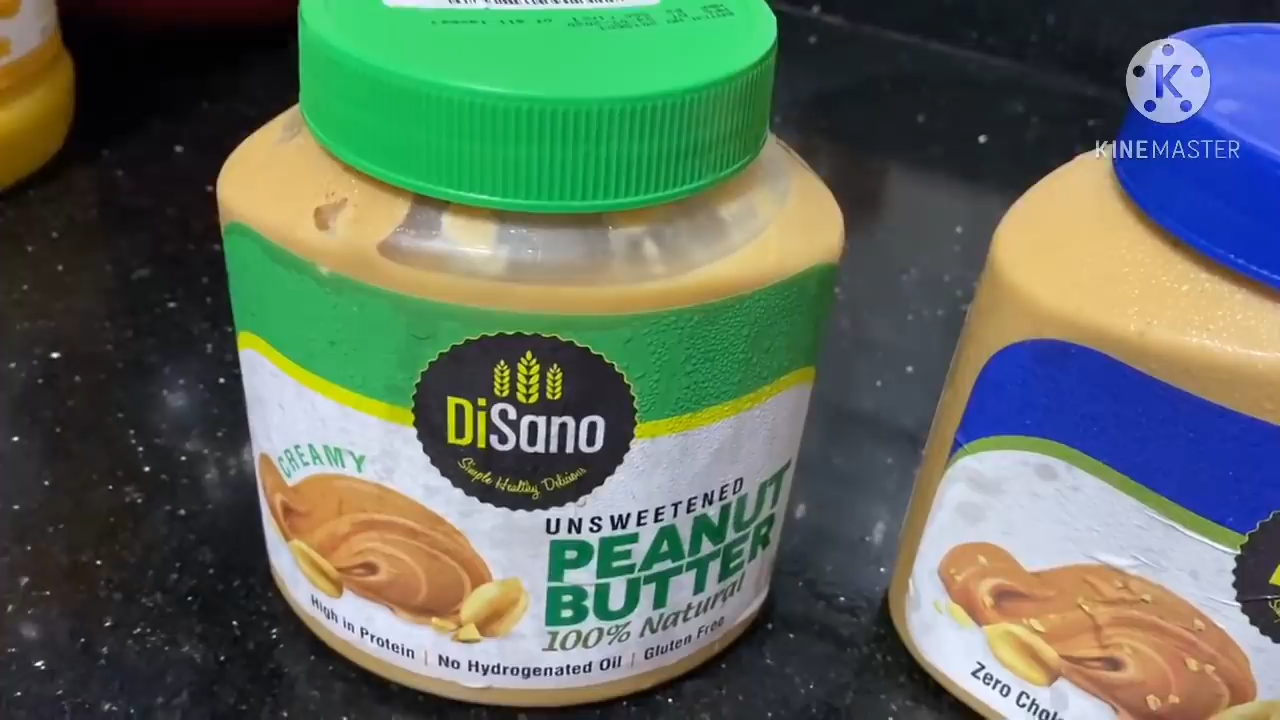 K
KINEMASTER
DiSano
Simple Healthy Delicious
CREAMY
UNSWEETENED
PEANUT
BUTTER
100% Natural
High in Protein | No Hydrogenated Oil | Gluten Free
Zero